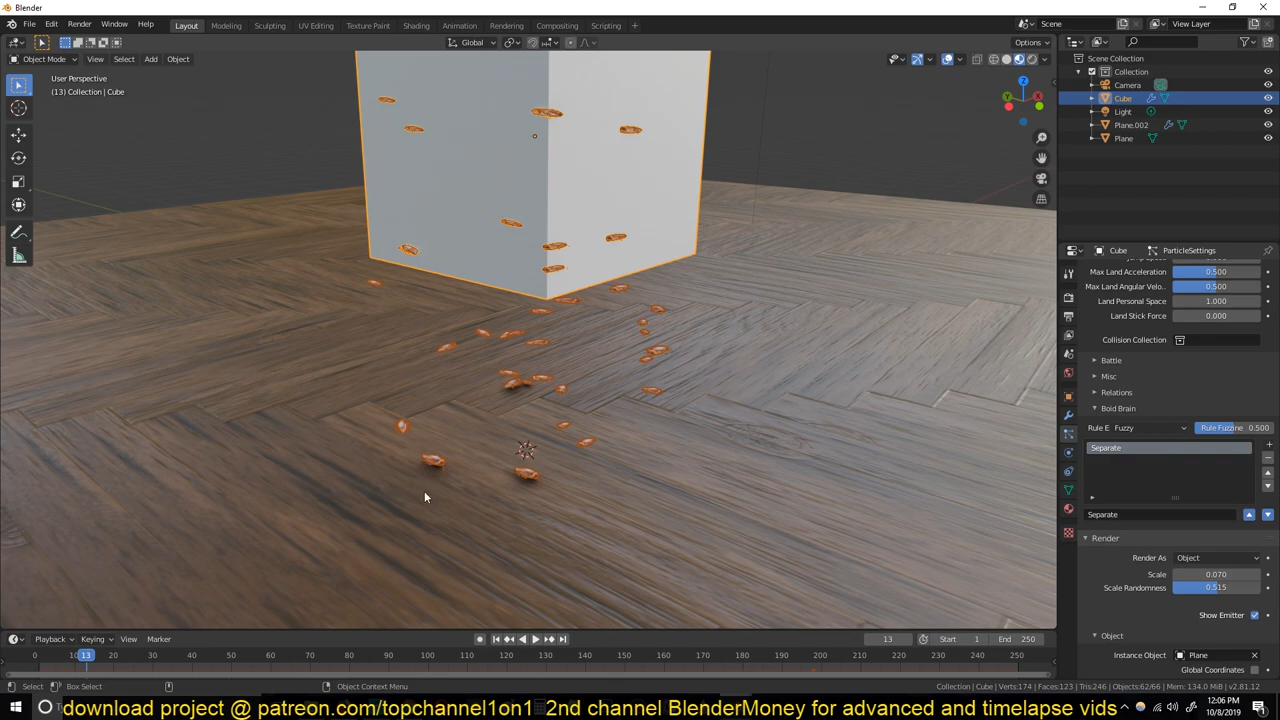 Blender
File Edit Render Window Help
Layout Modeling Sculpting UV Editing Texture Paint Shading Animation Rendering Compositing Scripting +
Scene
View Layer
Global
Options
Object Mode View Select Add Object
User Perspective
(13) Collection | Cube
Z
Y
X
Scene Collection
Collection
Camera
Cube
Light
Plane.002
Plane
Cube
ParticleSettings
Max Land Acceleration 0.500
Max Land Angular Velo.. 0.500
Land Personal Space 1.000
Land Stick Force 0.000
Collision Collection
Battle
Misc
Relations
Boid Brain
Rule E Fuzzy Rule Fuzzine 0.500
Separate
Separate
Render
Render As Object
Scale 0.070
Scale Randomness 0.515
Show Emitter
Object
Instance Object Plane
Global Coordinates
Playback Keying View Marker
13 Start 1 End 250
0 10 13 20 30 40 50 60 70 80 90 100 110 120 130 140 150 160 170 180 190 200 210 220 230 240 250
Select Box Select Object Context Menu
Collection | Cube | Verts:174 | Faces:123 | Tris:246 | Objects:62/66 | Mem: 134.0 MiB | v2.81.12
download project @ patreon.com/topchannel1on1 2nd channel BlenderMoney for advanced and timelapse vids
12:06 PM
10/8/2019